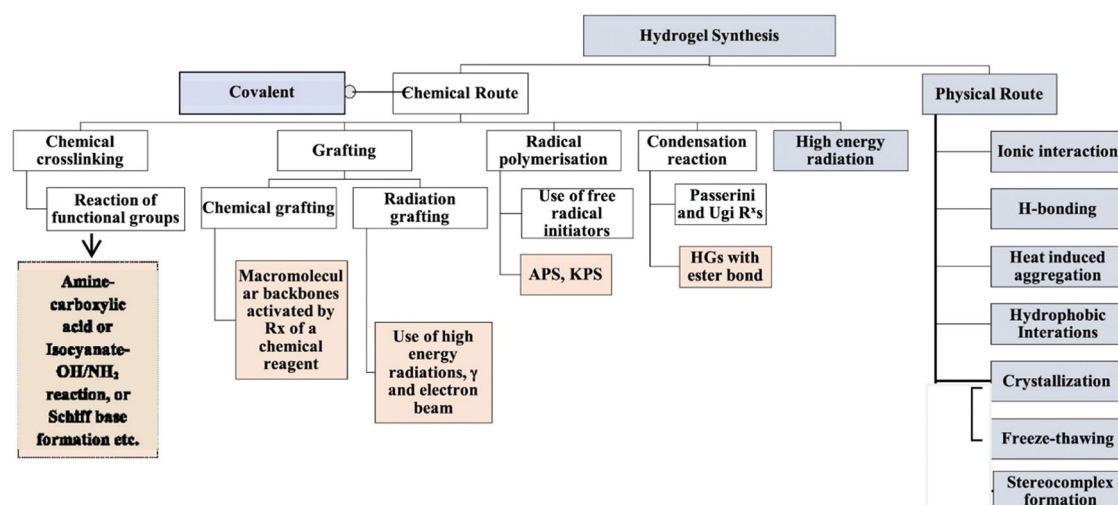 Hydrogel Synthesis
Covalent
Chemical Route
Physical Route
Chemical
crosslinking
Grafting
Radical
polymerisation
Condensation
reaction
High energy
radiation
Ionic interaction
Reaction of
functional groups
Chemical grafting
Radiation
grafting
Use of free
radical
initiators
Passerini
and Ugi Rˣs
H-bonding
Amine-
carboxylic
acid or
Isocyanate-
OH/NH₂
reaction, or
Schiff base
formation etc.
Macromolecul
ar backbones
activated by
Rx of a
chemical
reagent
Use of high
energy
radiations, γ
and electron
beam
APS, KPS
HGs with
ester bond
Heat induced
aggregation
Hydrophobic
Interations
Crystallization
Freeze-thawing
Stereocomplex
formation